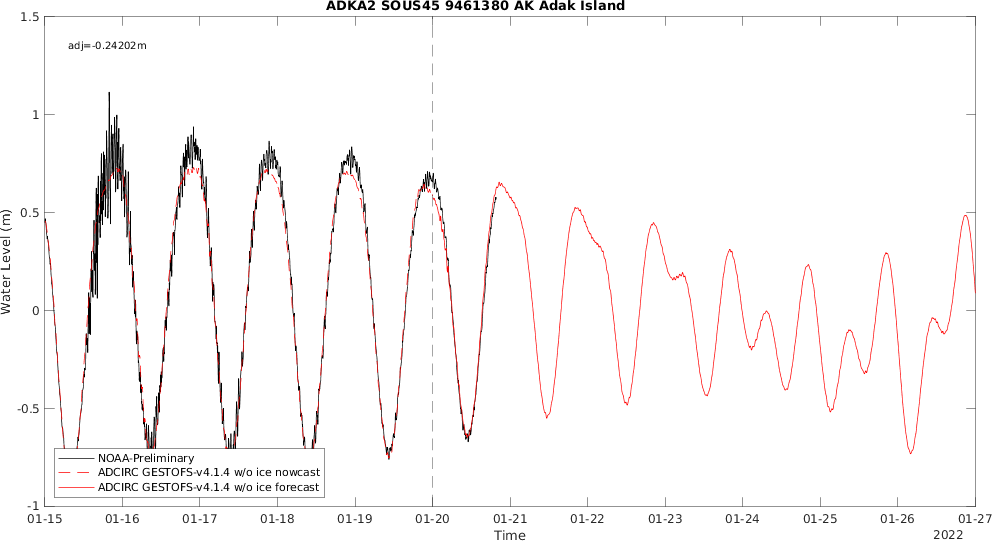 ADKA2 SOUS45 9461380 AK Adak Island
adj=-0.24202m
1.5
1
0.5
0
-0.5
-1
Water Level (m)
NOAA-Preliminary
ADCIRC GESTOFS-v4.1.4 w/o ice nowcast
ADCIRC GESTOFS-v4.1.4 w/o ice forecast
01-15 01-16 01-17 01-18 01-19 01-20 01-21 01-22 01-23 01-24 01-25 01-26 01-27
Time
2022